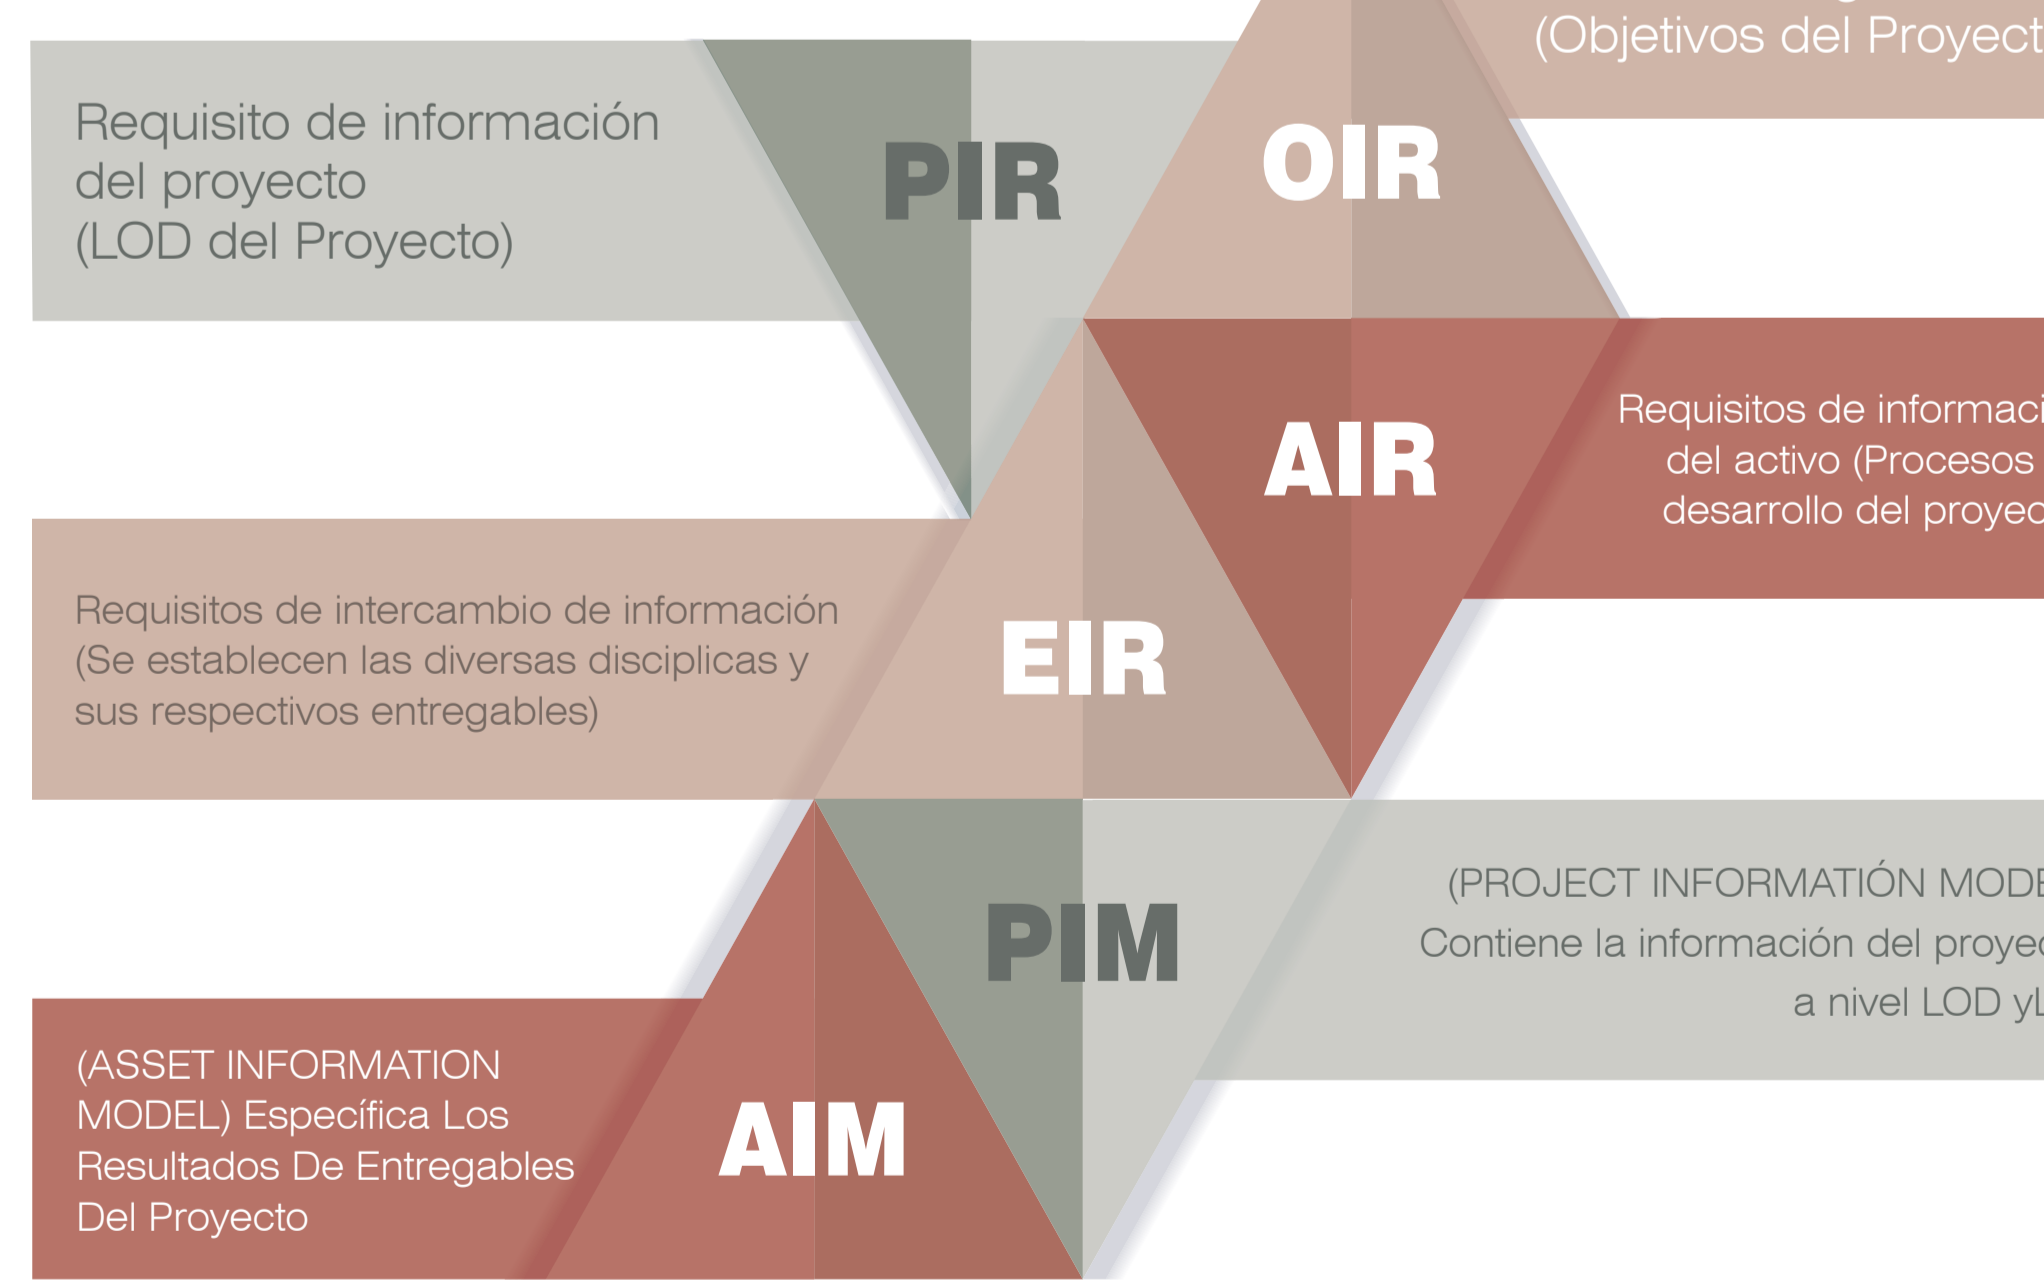 (Objetivos del Proyect
OIR
Requisito de información
del proyecto
(LOD del Proyecto)
PIR
AIR
Requisitos de informaci
del activo (Procesos
desarrollo del proyec
Requisitos de intercambio de información
(Se establecen las diversas disciplicas y
sus respectivos entregables)
EIR
PIM
(PROJECT INFORMATIÓN MODE
Contiene la información del proyec
a nivel LOD yL
(ASSET INFORMATION
MODEL) Específica Los
Resultados De Entregables
Del Proyecto
AIM